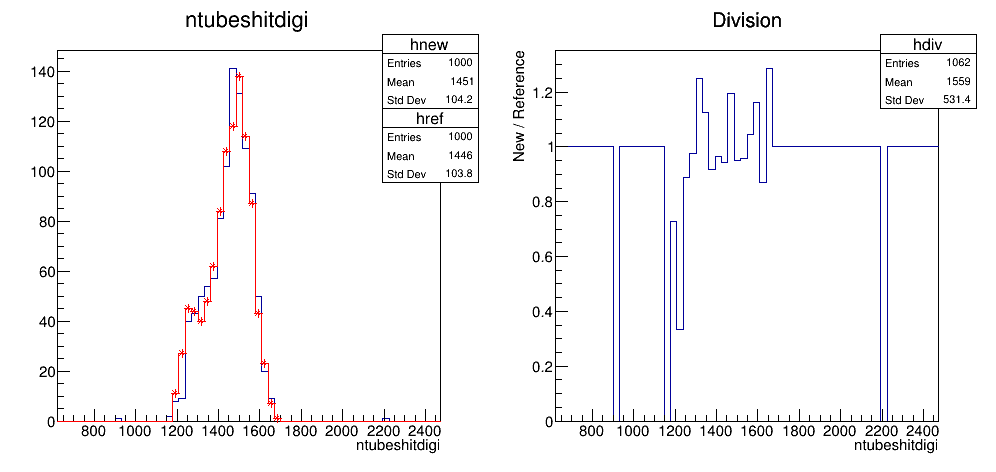 ntubeshitdigi
hnew
Entries 1000
Mean 1451
Std Dev 104.2
href
Entries 1000
Mean 1446
Std Dev 103.8
140
120
100
80
60
40
20
0
800 1000 1200 1400 1600 1800 2000 2200 2400
ntubeshitdigi
Division
hdiv
Entries 1062
Mean 1559
Std Dev 531.4
New / Reference
1.2
1
0.8
0.6
0.4
0.2
0
800 1000 1200 1400 1600 1800 2000 2200 2400
ntubeshitdigi